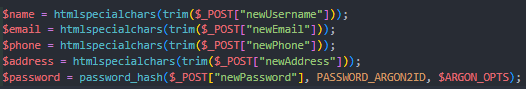 $name = htmlspecialchars(trim($_POST["newUsername"]));
$email = htmlspecialchars(trim($_POST["newEmail"]));
$phone = htmlspecialchars(trim($_POST["newPhone"]));
$address = htmlspecialchars(trim($_POST["newAddress"]));
$password = password_hash($_POST["newPassword"], PASSWORD_ARGON2ID, $ARGON_OPTS);